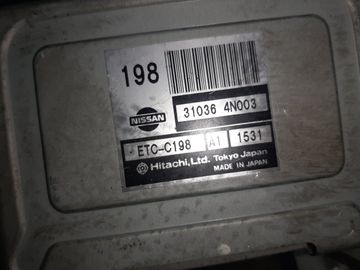 198
NISSAN
31036 4N003
ETC-C198 A1 1531
Hitachi, Ltd. Tokyo Japan
MADE IN JAPAN